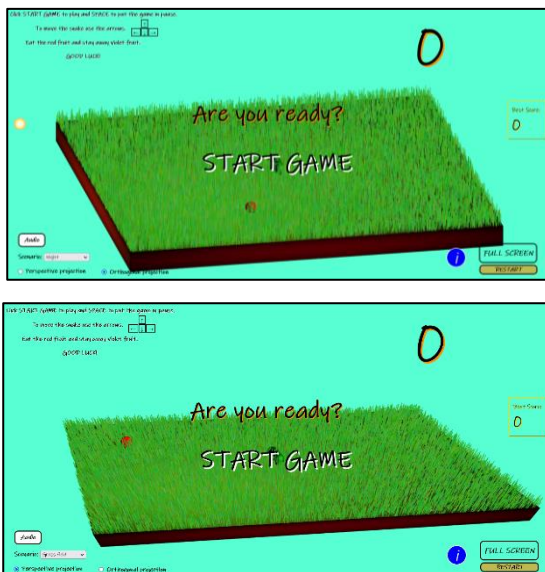 Click START GAME to play and SPACE to put the game in pause.
To move the snake use the arrows.
Eat the red fruit and stay away violet fruit.
GOOD LUCK!
0
Best Score:
0
Are you ready?
START GAME
Audio
Scenario:
Perspective projection
Orthogonal projection
i
FULL SCREEN
RESTART
Click START GAME to play and SPACE to put the game in pause.
To move the snake use the arrows.
Eat the red fruit and stay away violet fruit.
GOOD LUCK!
0
Best Score:
0
Are you ready?
START GAME
Audio
Scenario:
Perspective projection
Orthogonal projection
i
FULL SCREEN
RESTART